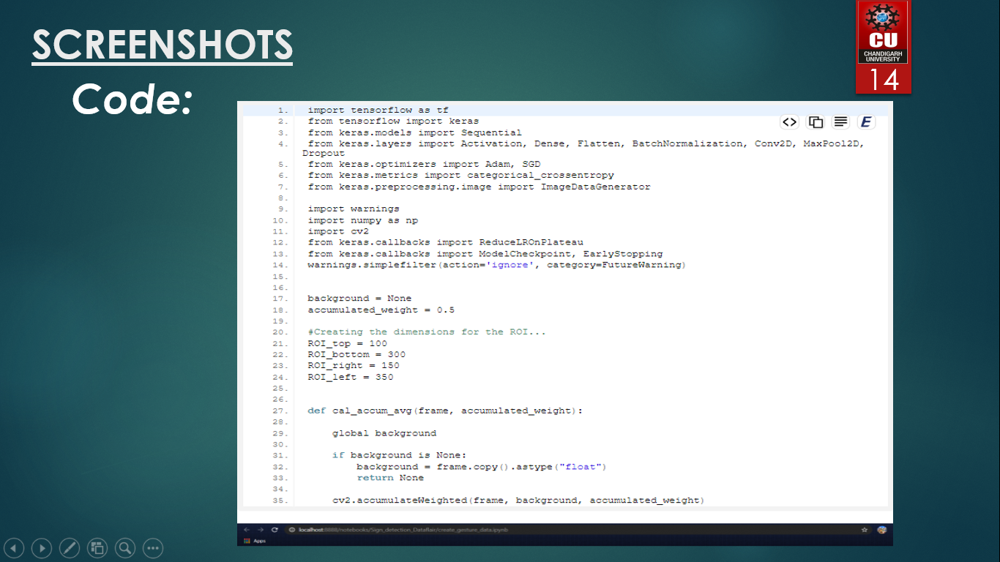 SCREENSHOTS
CU
CHANDIGARH
UNIVERSITY
14
Code:
1. import tensorflow as tf
2. from tensorflow import keras
3. from keras.models import Sequential
4. from keras.layers import Activation, Dense, Flatten, BatchNormalization, Conv2D, MaxPool2D,
Dropout
5. from keras.optimizers import Adam, SGD
6. from keras.metrics import categorical_crossentropy
7. from keras.preprocessing.image import ImageDataGenerator
8.
9. import warnings
10. import numpy as np
11. import cv2
12. from keras.callbacks import ReduceLROnPlateau
13. from keras.callbacks import ModelCheckpoint, EarlyStopping
14. warnings.simplefilter(action='ignore', category=FutureWarning)
15.
16.
17. background = None
18. accumulated_weight = 0.5
19.
20. #Creating the dimensions for the ROI...
21. ROI_top = 100
22. ROI_bottom = 300
23. ROI_right = 150
24. ROI_left = 350
25.
26.
27. def cal_accum_avg(frame, accumulated_weight):
28.
29. global background
30.
31. if background is None:
32. background = frame.copy().astype("float")
33. return None
34.
35. cv2.accumulateWeighted(frame, background, accumulated_weight)
E
localhost:8888/notebooks/Sign_detection_Dataflair/create_gesture_data.ipynb
Apps